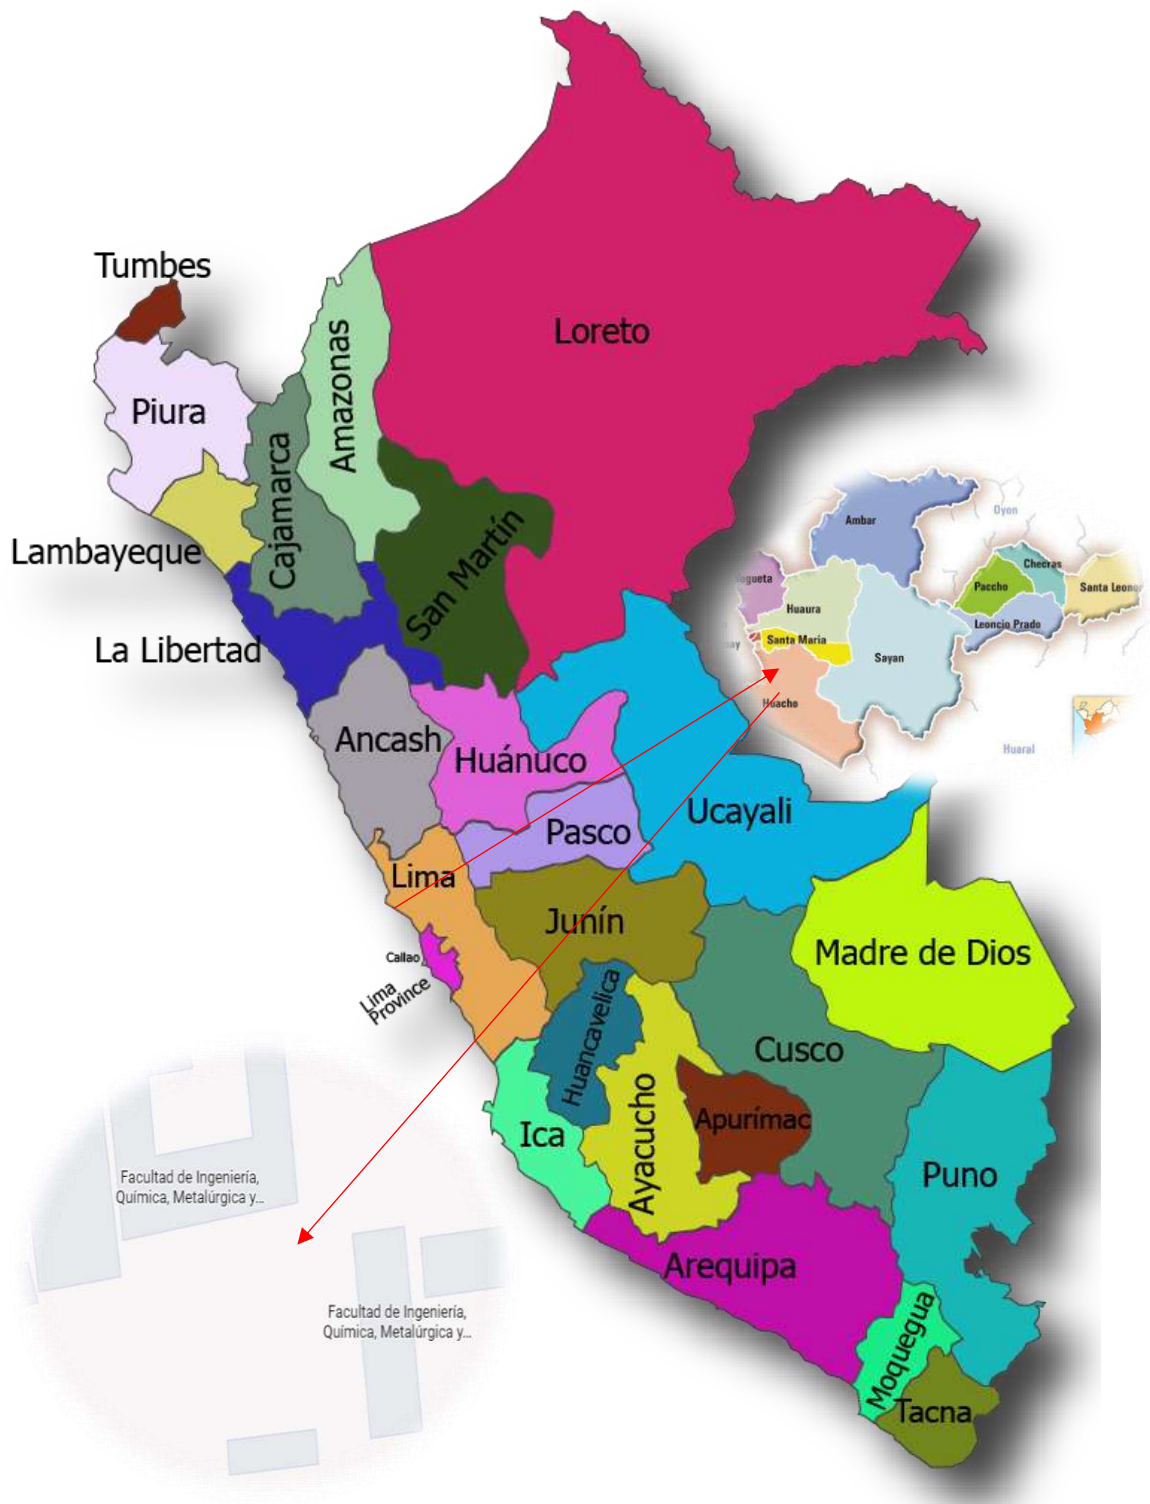 Tumbes
Loreto
Amazonas
Piura
Cajamarca
San Martín
Lambayeque
La Libertad
Ancash
Huánuco
Pasco
Ucayali
Lima
Junín
Callao
Lima
Province
Madre de Dios
Huancavelica
Cusco
Ayacucho
Apurímac
Ica
Puno
Arequipa
Moquegua
Tacna
Ambar
Oyon
Checras
Paccho
Santa Leonor
Leoncio Prado
Huaura
Santa Maria
Sayan
Huacho
Huaral
Facultad de Ingeniería,
Química, Metalúrgica y...
Facultad de Ingeniería,
Química, Metalúrgica y...